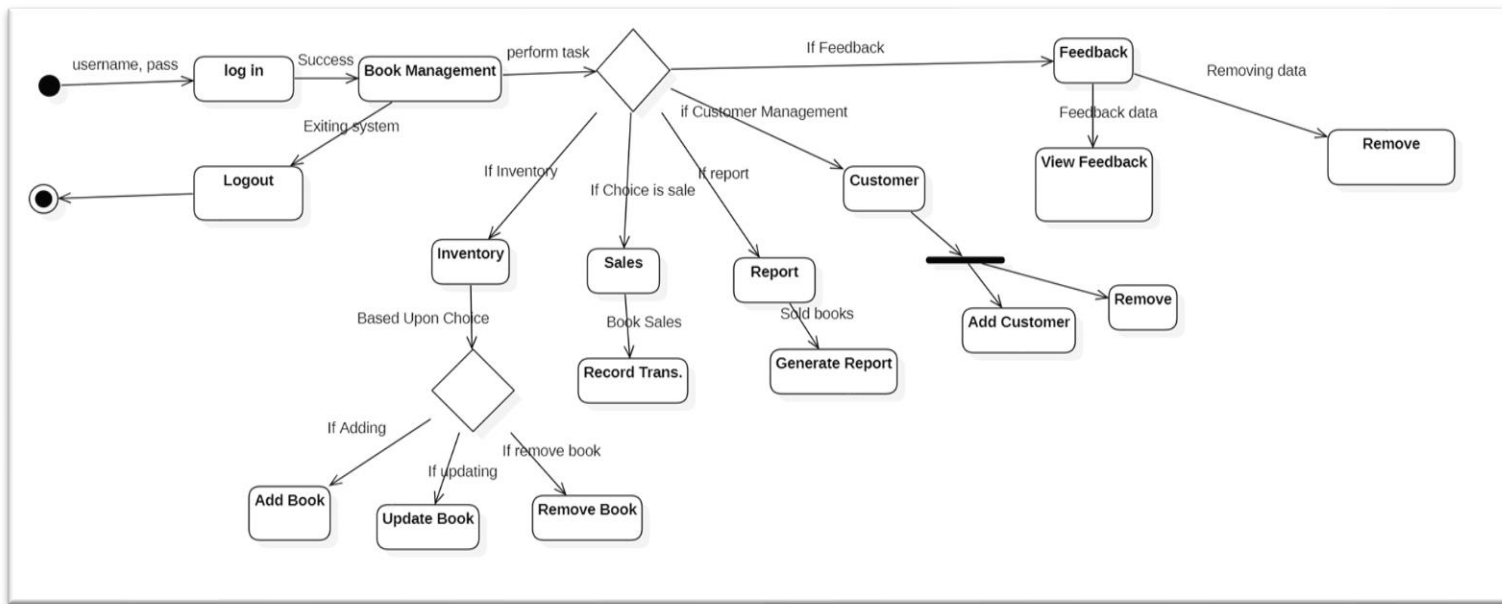 username, pass
log in
Success
Book Management
perform task
If Feedback
Feedback
Removing data
Exiting system
if Customer Management
Feedback data
Remove
Logout
If Inventory
If Choice is sale
If report
Customer
View Feedback
Inventory
Sales
Report
Based Upon Choice
Book Sales
Sold books
Add Customer
Remove
Record Trans.
Generate Report
If Adding
If updating
If remove book
Add Book
Update Book
Remove Book